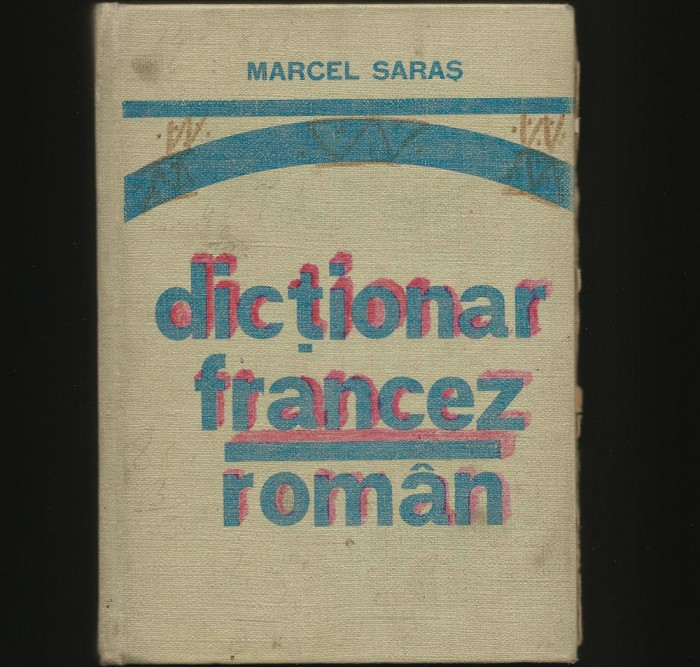 MARCEL SARAȘ
dicționar
francez
român